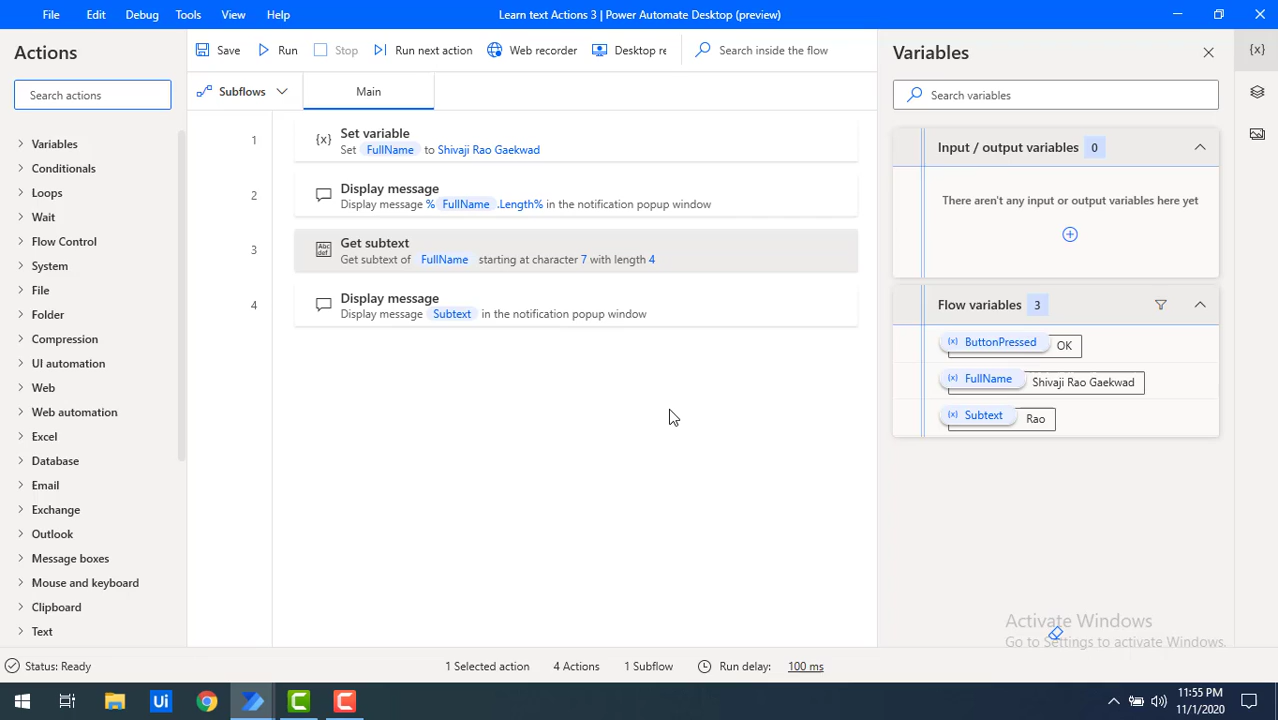 File Edit Debug Tools View Help Learn text Actions 3 | Power Automate Desktop (preview)
Actions
Search actions
Variables
Conditionals
Loops
Wait
Flow Control
System
File
Folder
Compression
UI automation
Web
Web automation
Excel
Database
Email
Exchange
Outlook
Message boxes
Mouse and keyboard
Clipboard
Text
Save Run Stop Run next action Web recorder Desktop re Search inside the flow
Subflows Main
1 Set variable
{x} Set FullName to Shivaji Rao Gaekwad
2 Display message
Display message % FullName .Length% in the notification popup window
3 Get subtext
Abc def Get subtext of FullName starting at character 7 with length 4
4 Display message
Display message Subtext in the notification popup window
Variables {x}
Search variables
Input / output variables 0
There aren't any input or output variables here yet
Flow variables 3
(x) ButtonPressed OK
(x) FullName Shivaji Rao Gaekwad
(x) Subtext Rao
Activate Windows
Go to Settings to activate Windows.
Status: Ready 1 Selected action 4 Actions 1 Subflow Run delay: 100 ms
Ui C C
11:55 PM
11/1/2020